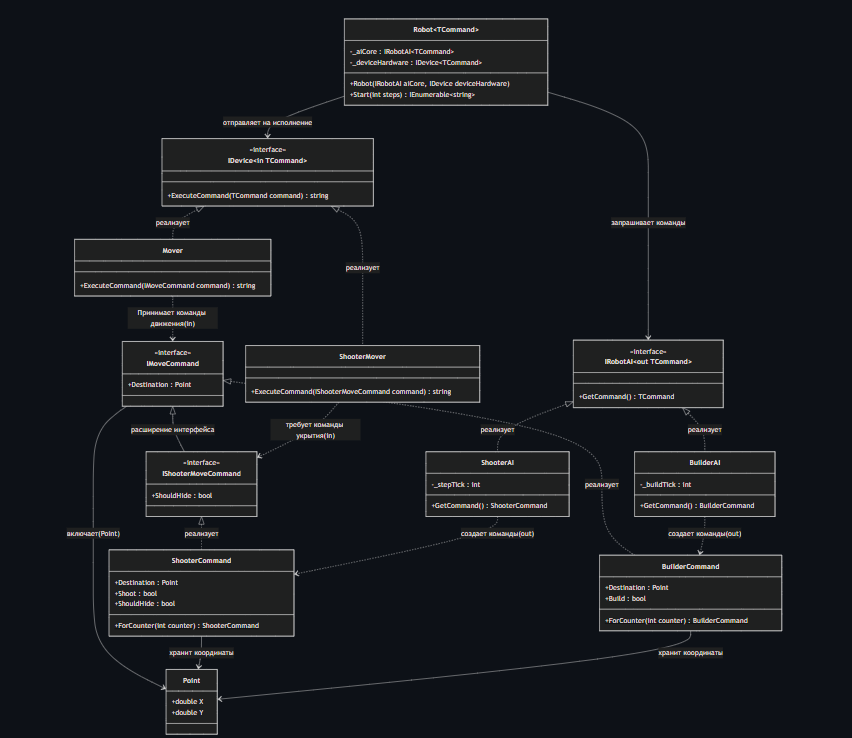 Robot<TCommand>
-_aiCore : IRobotAI<TCommand>
-_deviceHardware : IDevice<TCommand>
+Robot(IRobotAI aiCore, IDevice deviceHardware)
+Start(int steps) : IEnumerable<string>
отправляет на исполнение
«interface»
IDevice<in TCommand>
+ExecuteCommand(TCommand command) : string
реализует
запрашивает команды
Mover
+ExecuteCommand(IMoveCommand command) : string
реализует
Принимает команды
движения(in)
«interface»
IMoveCommand
+Destination : Point
ShooterMover
+ExecuteCommand(IShooterMoveCommand command) : string
«interface»
IRobotAI<out TCommand>
+GetCommand() : TCommand
расширение интерфейса
требует команды
укрытия(in)
реализует
реализует
«interface»
IShooterMoveCommand
+ShouldHide : bool
ShooterAI
-_stepTick : int
+GetCommand() : ShooterCommand
реализует
BuilderAI
-_buildTick : int
+GetCommand() : BuilderCommand
включает(Point)
реализует
создает команды(out)
создает команды(out)
ShooterCommand
+Destination : Point
+Shoot : bool
+ShouldHide : bool
+ForCounter(int counter) : ShooterCommand
BuilderCommand
+Destination : Point
+Build : bool
+ForCounter(int counter) : BuilderCommand
хранит координаты
хранит координаты
Point
+double X
+double Y